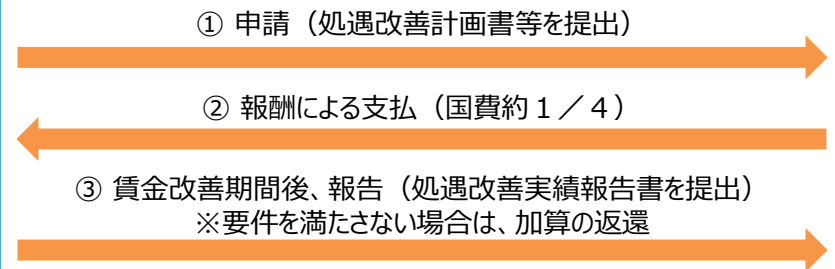 ① 申請（処遇改善計画書等を提出）
② 報酬による支払（国費約１／４）
③ 賃金改善期間後、報告（処遇改善実績報告書を提出）
※要件を満たさない場合は、加算の返還